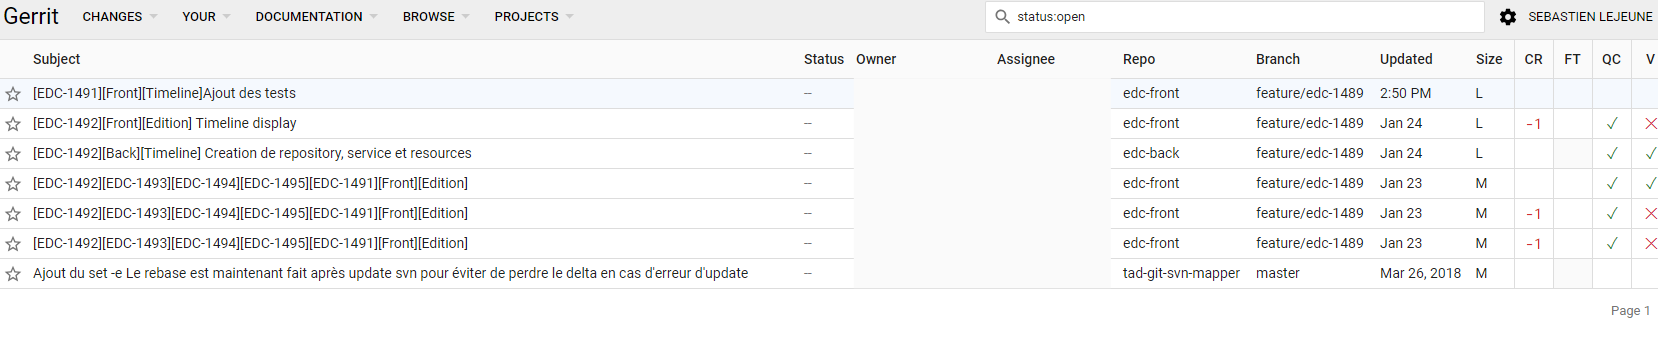 Gerrit CHANGES YOUR DOCUMENTATION BROWSE PROJECTS status:open SEBASTIEN LEJEUNE
Subject Status Owner Assignee Repo Branch Updated Size CR FT QC V
[EDC-1491][Front][Timeline]Ajout des tests -- edc-front feature/edc-1489 2:50 PM L
[EDC-1492][Front][Edition] Timeline display -- edc-front feature/edc-1489 Jan 24 L -1 ✓ ✕
[EDC-1492][Back][Timeline] Creation de repository, service et resources -- edc-back feature/edc-1489 Jan 24 L ✓ ✓
[EDC-1492][EDC-1493][EDC-1494][EDC-1495][EDC-1491][Front][Edition] -- edc-front feature/edc-1489 Jan 23 M ✓ ✓
[EDC-1492][EDC-1493][EDC-1494][EDC-1495][EDC-1491][Front][Edition] -- edc-front feature/edc-1489 Jan 23 M -1 ✓ ✕
[EDC-1492][EDC-1493][EDC-1494][EDC-1495][EDC-1491][Front][Edition] -- edc-front feature/edc-1489 Jan 23 M -1 ✓ ✕
Ajout du set -e Le rebase est maintenant fait après update svn pour éviter de perdre le delta en cas d'erreur d'update -- tad-git-svn-mapper master Mar 26, 2018 M
Page 1